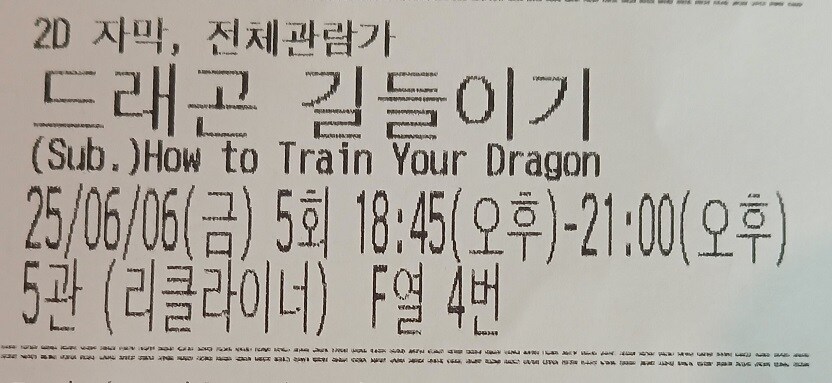 2D 자막, 전체관람가
드래곤 길들이기
(Sub.)How to Train Your Dragon
25/06/06(금) 5회 18:45(오후)-21:00(오후)
5관 (리클라이너) F열 4번